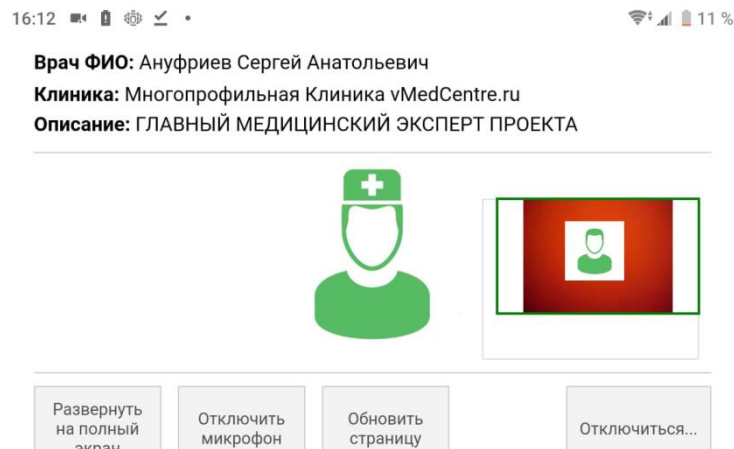 16:12 11 %
Врач ФИО: Ануфриев Сергей Анатольевич
Клиника: Многопрофильная Клиника vMedCentre.ru
Описание: ГЛАВНЫЙ МЕДИЦИНСКИЙ ЭКСПЕРТ ПРОЕКТА
Развернуть
на полный
экран
Отключить
микрофон
Обновить
страницу
Отключиться...